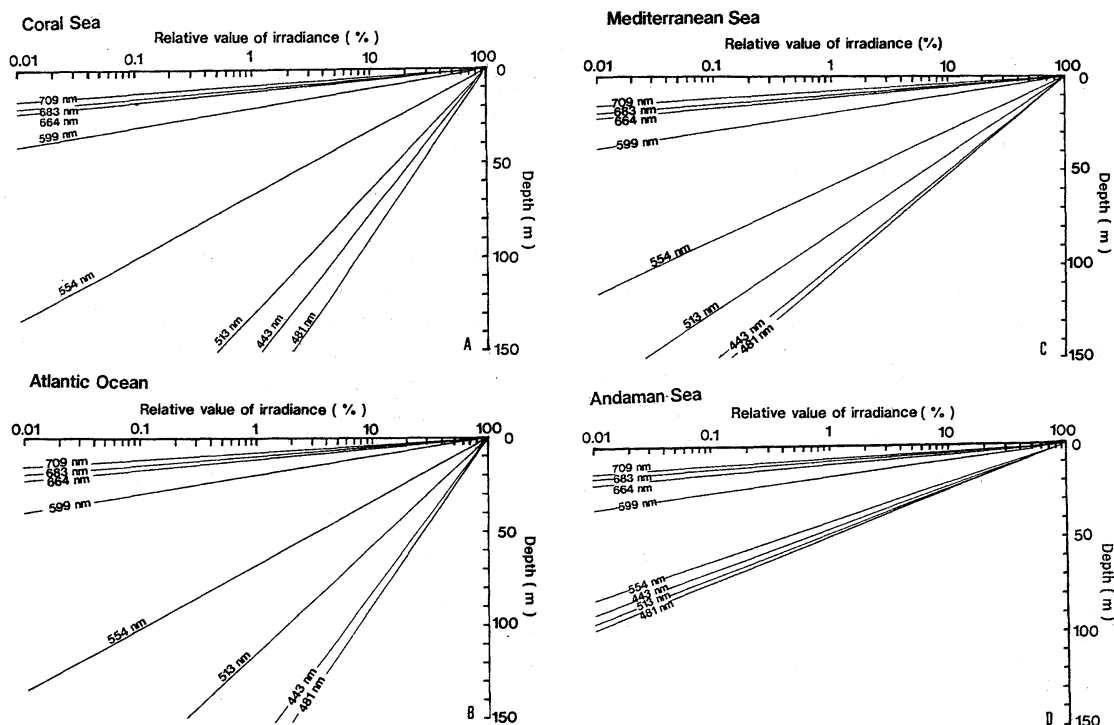 Coral Sea
Relative value of irradiance ( % )
0.01 0.1 1 10 100
0
50
100
150
Depth ( m )
709 nm
683 nm
664 nm
599 nm
554 nm
513 nm
443 nm
481 nm
A
Mediterranean Sea
Relative value of irradiance (%)
0.01 0.1 1 10 100
0
50
100
150
Depth ( m )
709 nm
683 nm
664 nm
599 nm
554 nm
513 nm
443 nm
481 nm
C
Atlantic Ocean
Relative value of irradiance ( % )
0.01 0.1 1 10 100
0
50
100
150
Depth ( m )
709 nm
683 nm
664 nm
599 nm
554 nm
513 nm
443 nm
481 nm
B
Andaman Sea
Relative value of irradiance ( % )
0.01 0.1 1 10 100
0
50
100
150
Depth ( m )
709 nm
683 nm
664 nm
599 nm
554 nm
443 nm
513 nm
481 nm
D